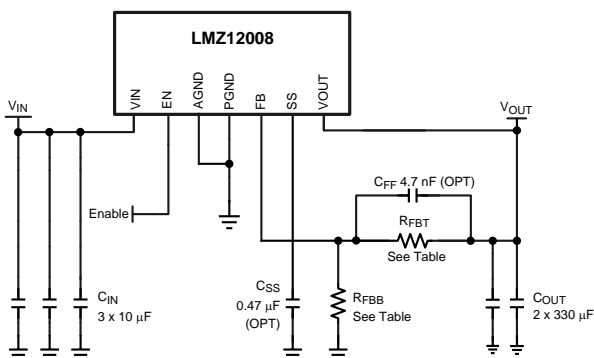 LMZ12008
VIN
EN
AGND
PGND
FB
SS
VOUT
VIN
VOUT
Enable
CFF 4.7 nF (OPT)
RFBT
See Table
CIN
3 x 10 μF
CSS
0.47 μF
(OPT)
RFBB
See Table
COUT
2 x 330 μF